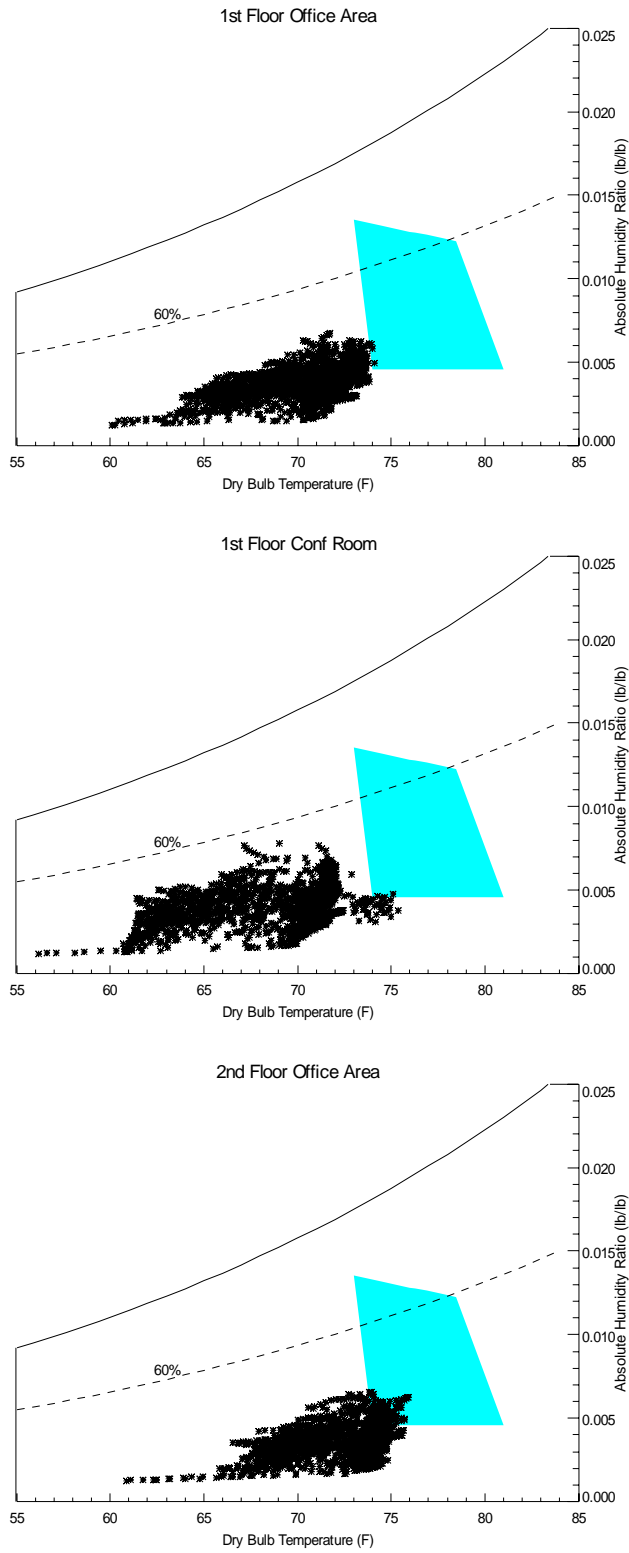 1st Floor Office Area
0.025
0.020
0.015
0.010
0.005
0.000
Absolute Humidity Ratio (lb/lb)
60%
55 60 65 70 75 80 85
Dry Bulb Temperature (F)
1st Floor Conf Room
0.025
0.020
0.015
0.010
0.005
0.000
Absolute Humidity Ratio (lb/lb)
60%
55 60 65 70 75 80 85
Dry Bulb Temperature (F)
2nd Floor Office Area
0.025
0.020
0.015
0.010
0.005
0.000
Absolute Humidity Ratio (lb/lb)
60%
55 60 65 70 75 80 85
Dry Bulb Temperature (F)